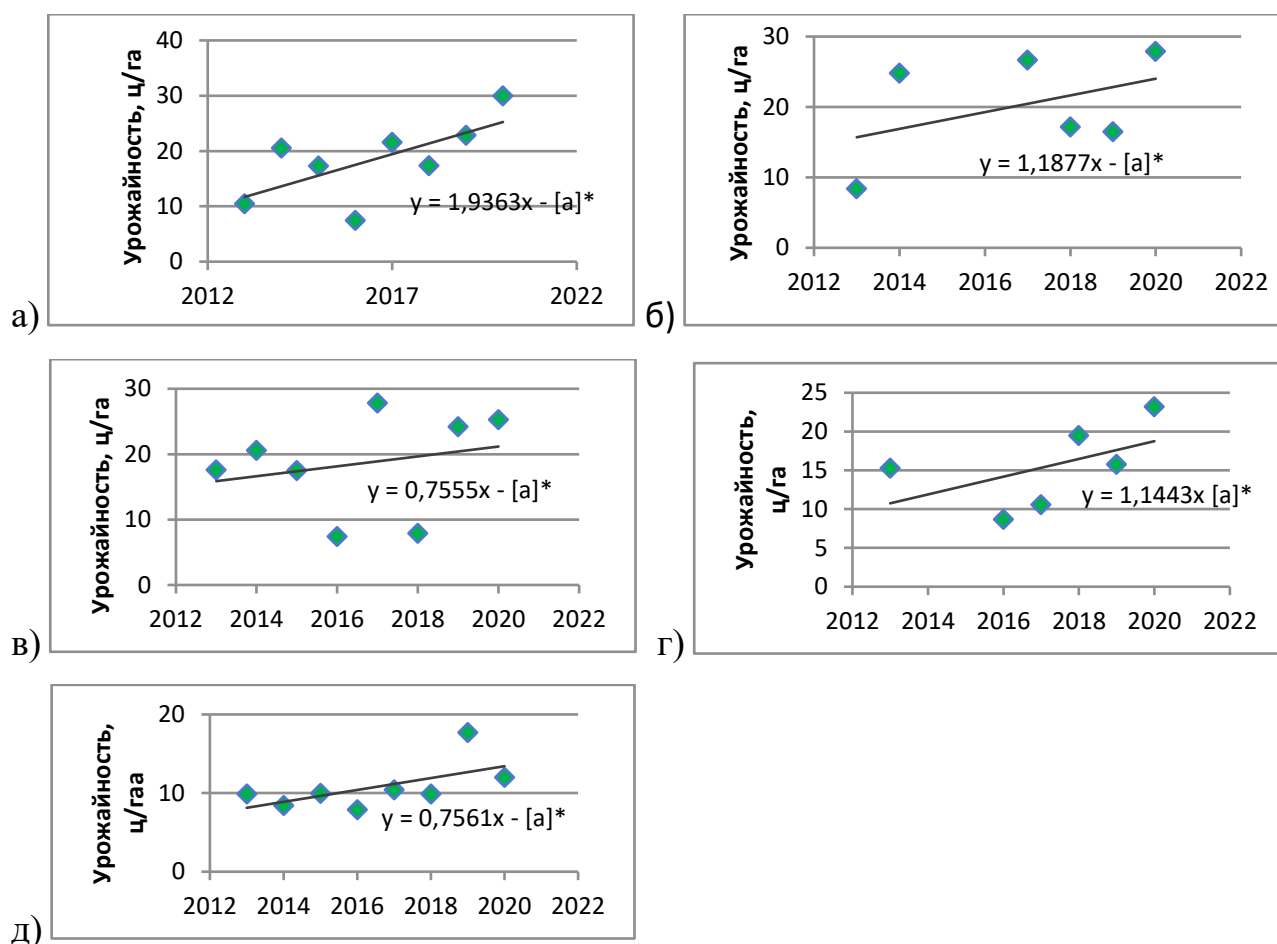 Урожайность, ц/га
40
30
20
10
0
y = 1,9363x - [a]*
2012 2017 2022
а)
Урожайность, ц/га
30
20
10
0
y = 1,1877x - [a]*
2012 2014 2016 2018 2020 2022
б)
Урожайность, ц/га
30
20
10
0
y = 0,7555x - [a]*
2012 2014 2016 2018 2020 2022
в)
Урожайность,
ц/га
25
20
15
10
5
0
y = 1,1443x [a]*
2012 2014 2016 2018 2020 2022
г)
Урожайность,
ц/гаа
20
10
0
y = 0,7561x - [a]*
2012 2014 2016 2018 2020 2022
д)